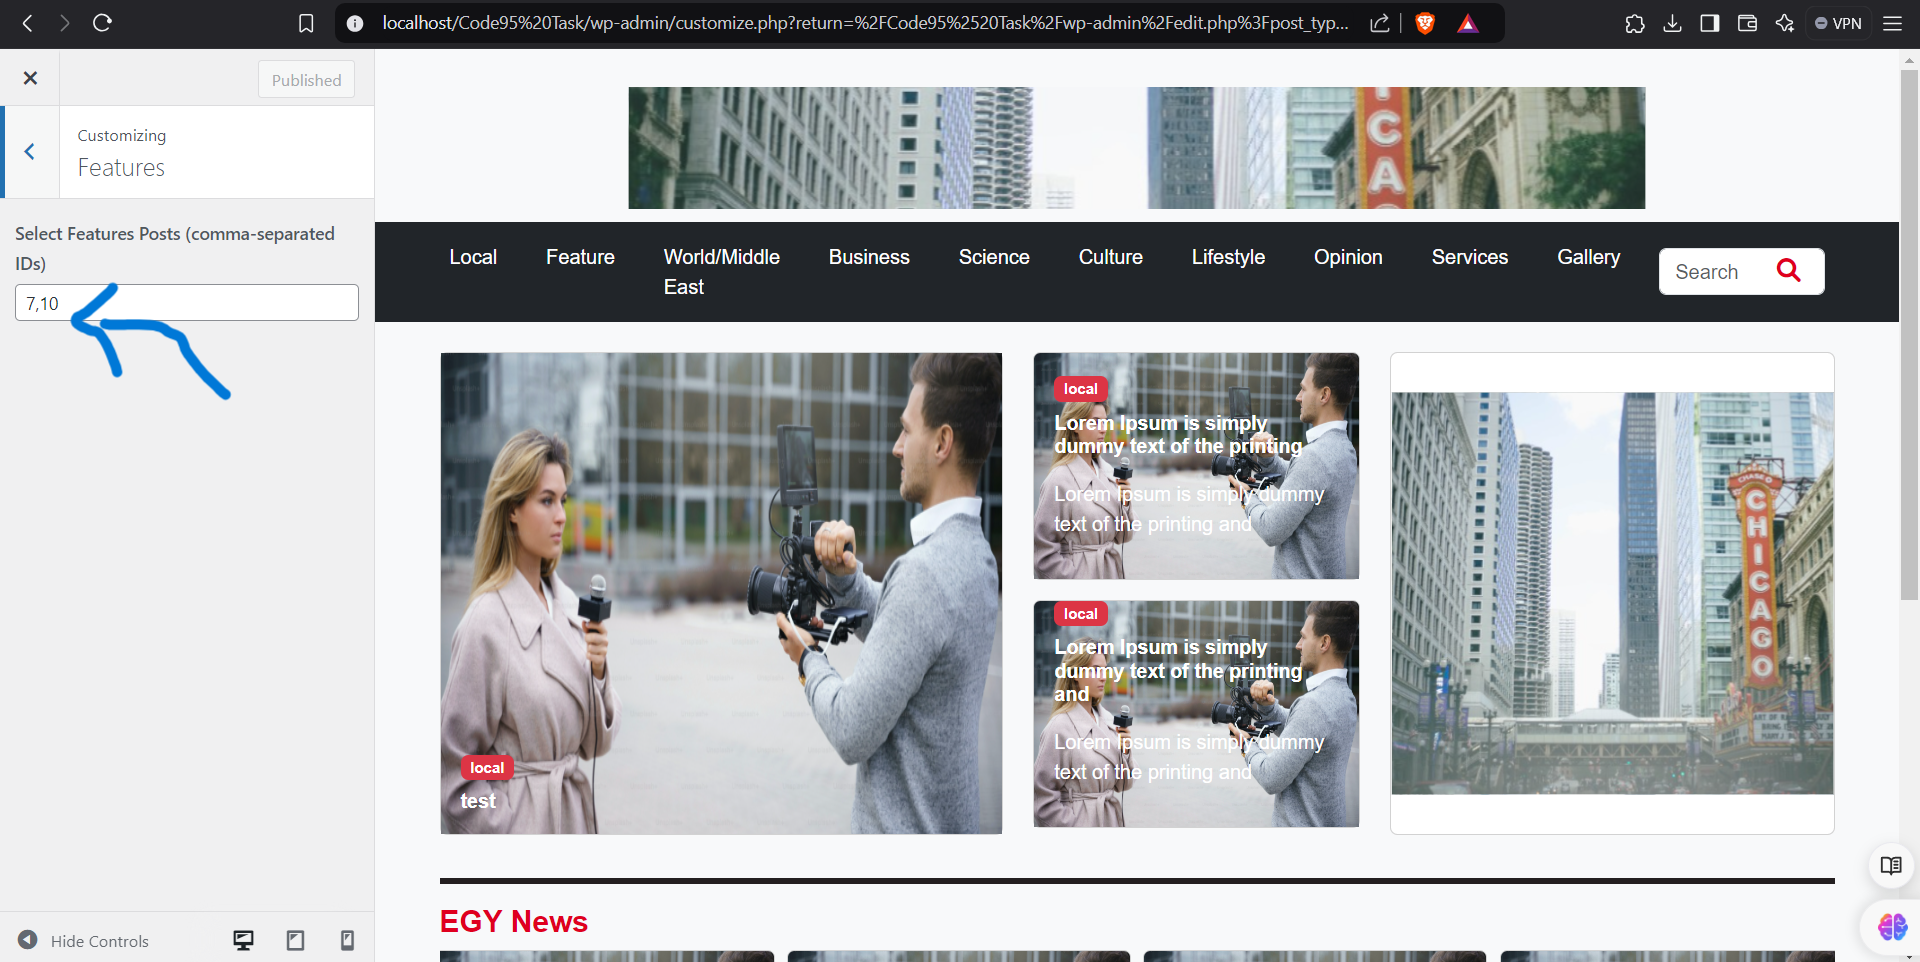 localhost/Code95%20Task/wp-admin/customize.php?return=%2FCode95%2520Task%2Fwp-admin%2Fedit.php%3Fpost_typ...
VPN
Published
Customizing
Features
Select Features Posts (comma-separated
IDs)
7,10
Hide Controls
CHICA
Local
Feature
World/Middle
East
Business
Science
Culture
Lifestyle
Opinion
Services
Gallery
Search
local
test
local
Lorem Ipsum is simply
dummy text of the printing
Lorem Ipsum is simply dummy
text of the printing and
local
Lorem Ipsum is simply
dummy text of the printing
and
Lorem Ipsum is simply dummy
text of the printing and
CHICAGO
EGY News